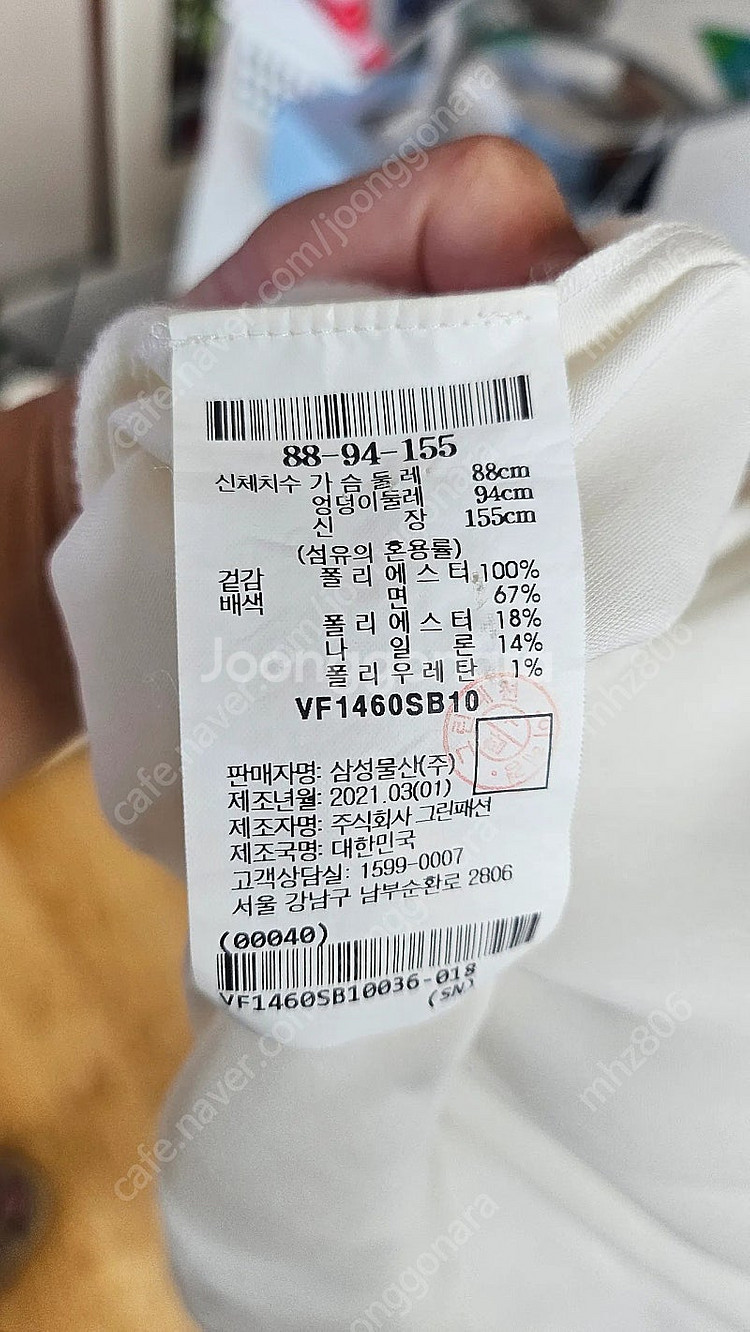 88-94-155
신체치수 가 슴 둘 레 88cm
엉덩이둘레 94cm
신 장 155cm
(섬유의 혼용률)
겉감 폴 리 에 스 터 100%
배색 면 67%
폴 리 에 스 터 18%
나 일 론 14%
폴 리 우 레 탄 1%
Joonggonara
VF1460SB10
판매자명: 삼성물산(주)
제조년월: 2021.03(01)
제조자명: 주식회사 그린패션
제조국명: 대한민국
고객상담실: 1599-0007
서울 강남구 남부순환로 2806
(00040)
VF1460SB10036-018
(SN)
cafe.naver.com/joonggonara
mhz806